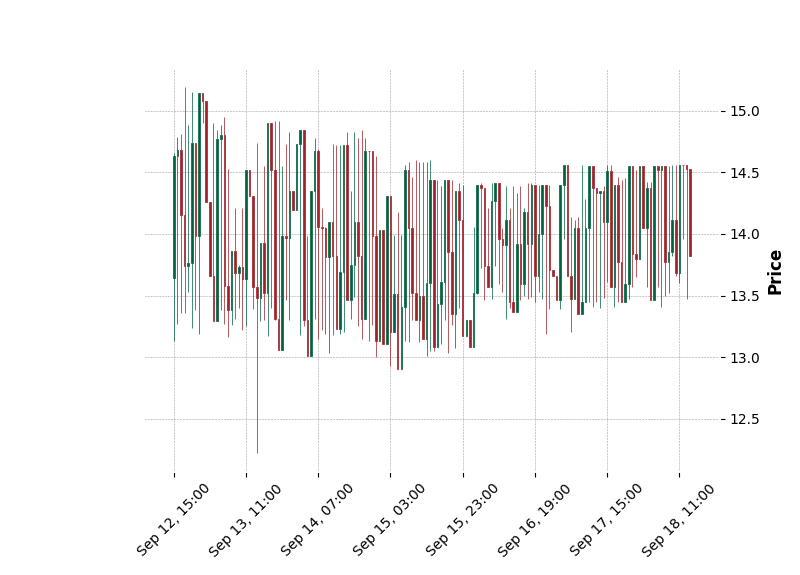 15.0
14.5
14.0
13.5
13.0
12.5
Price
Sep 12, 15:00
Sep 13, 11:00
Sep 14, 07:00
Sep 15, 03:00
Sep 15, 23:00
Sep 16, 19:00
Sep 17, 15:00
Sep 18, 11:00